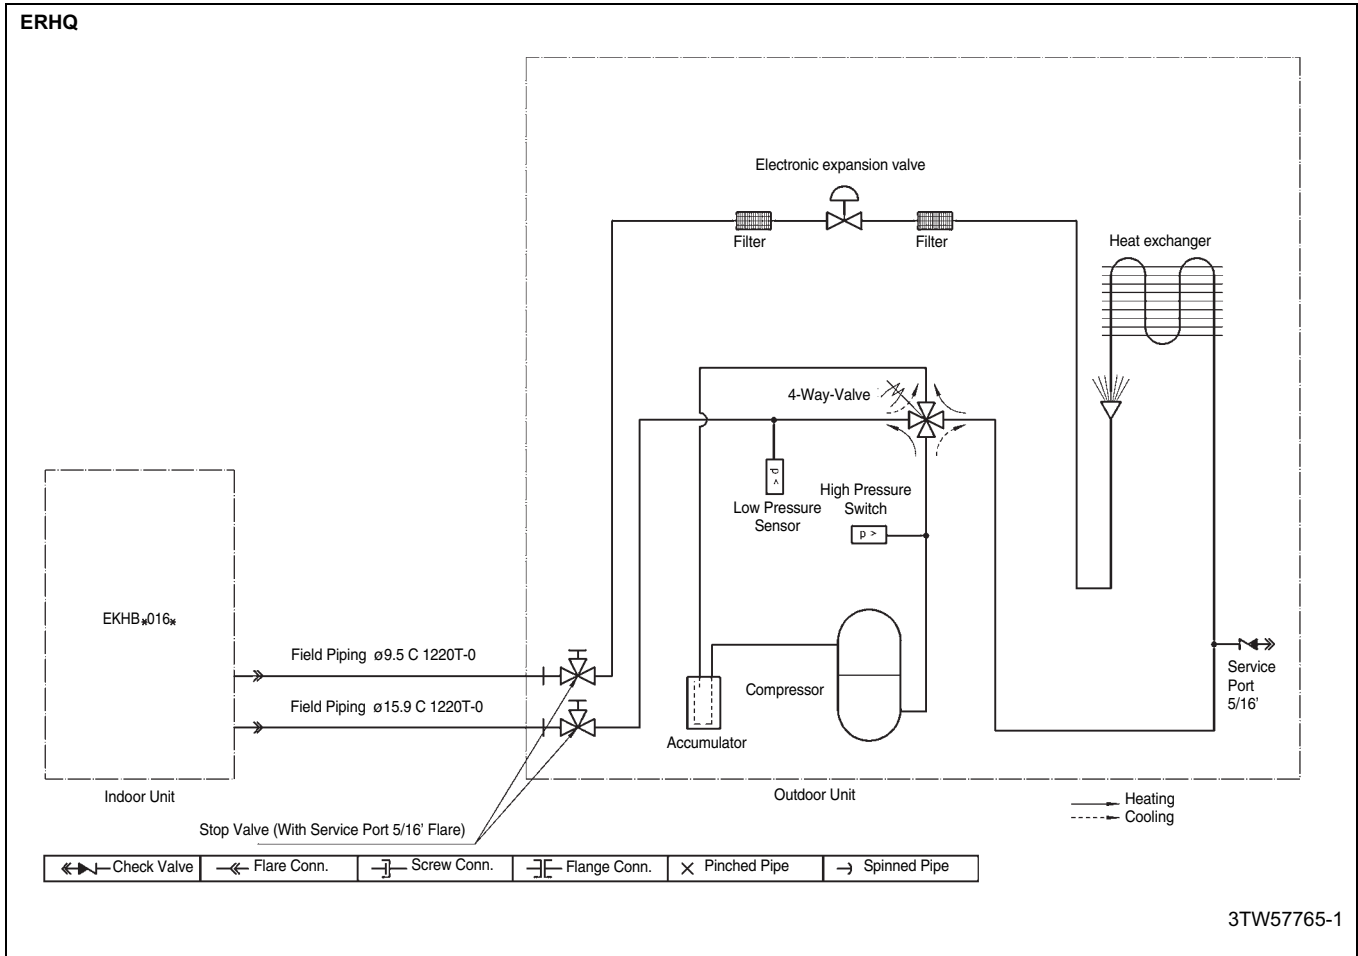 ERHQ
Electronic expansion valve
Filter
Filter
Heat exchanger
4-Way-Valve
p <
Low Pressure
Sensor
High Pressure
Switch
p >
EKHB*016*
Field Piping ø9.5 C 1220T-0
Field Piping ø15.9 C 1220T-0
Compressor
Accumulator
Service
Port
5/16'
Indoor Unit
Outdoor Unit
Heating
Cooling
Stop Valve (With Service Port 5/16' Flare)
Check Valve
Flare Conn.
Screw Conn.
Flange Conn.
Pinched Pipe
Spinned Pipe
3TW57765-1